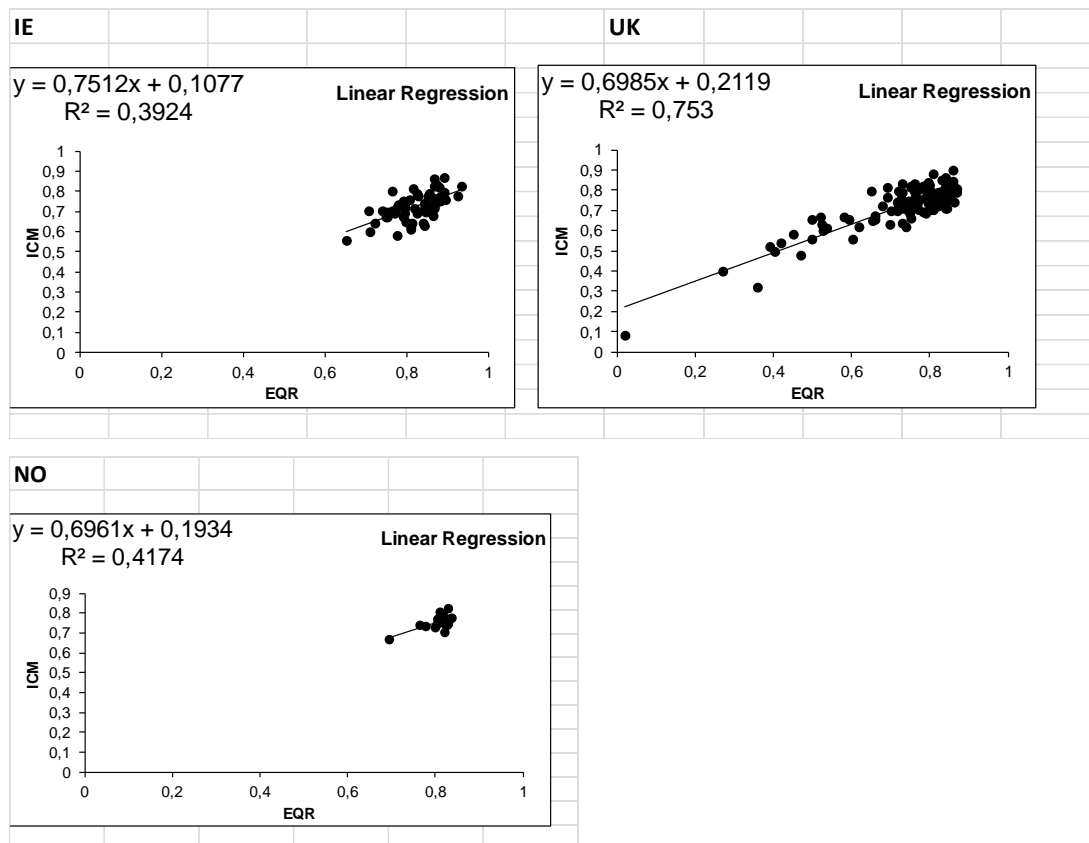 IE
y = 0,7512x + 0,1077
R² = 0,3924
Linear Regression
1
0,9
0,8
0,7
0,6
0,5
0,4
0,3
0,2
0,1
0
ICM
0 0,2 0,4 0,6 0,8 1
EQR
UK
y = 0,6985x + 0,2119
R² = 0,753
Linear Regression
1
0,9
0,8
0,7
0,6
0,5
0,4
0,3
0,2
0,1
0
ICM
0 0,2 0,4 0,6 0,8 1
EQR
NO
y = 0,6961x + 0,1934
R² = 0,4174
Linear Regression
0,9
0,8
0,7
0,6
0,5
0,4
0,3
0,2
0,1
0
ICM
0 0,2 0,4 0,6 0,8 1
EQR